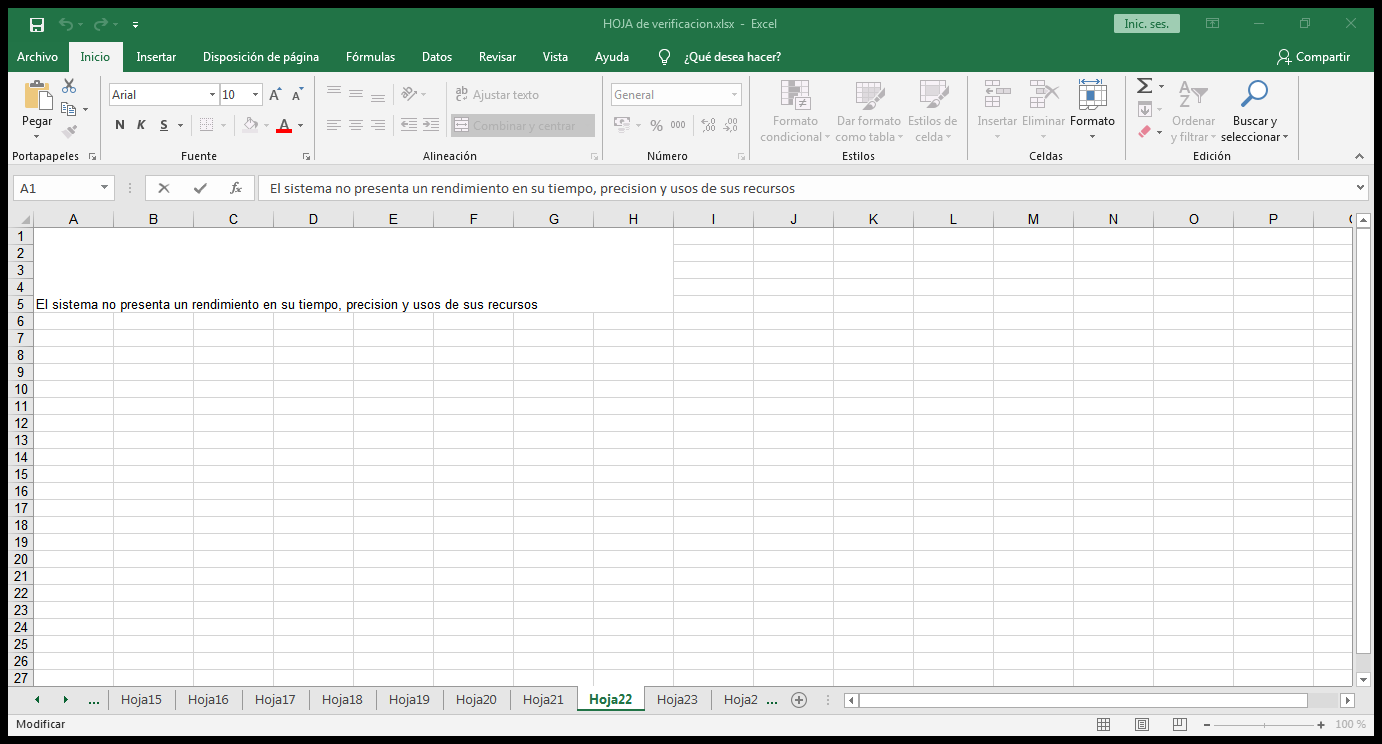 HOJA de verificacion.xlsx - Excel
Inic. ses.
Archivo Inicio Insertar Disposición de página Fórmulas Datos Revisar Vista Ayuda ¿Qué desea hacer? Compartir
Pegar
Portapapeles
Arial 10
N K S
Fuente
Ajustar texto
Combinar y centrar
Alineación
General
% 000
Número
Formato condicional
Dar formato como tabla
Estilos de celda
Estilos
Insertar Eliminar Formato
Celdas
Ordenar y filtrar
Buscar y seleccionar
Edición
A1 fx El sistema no presenta un rendimiento en su tiempo, precision y usos de sus recursos
A B C D E F G H I J K L M N O P
1
2
3
4
5 El sistema no presenta un rendimiento en su tiempo, precision y usos de sus recursos
6
7
8
9
10
11
12
13
14
15
16
17
18
19
20
21
22
23
24
25
26
27
... Hoja15 Hoja16 Hoja17 Hoja18 Hoja19 Hoja20 Hoja21 Hoja22 Hoja23 Hoja2 ...
Modificar 100 %